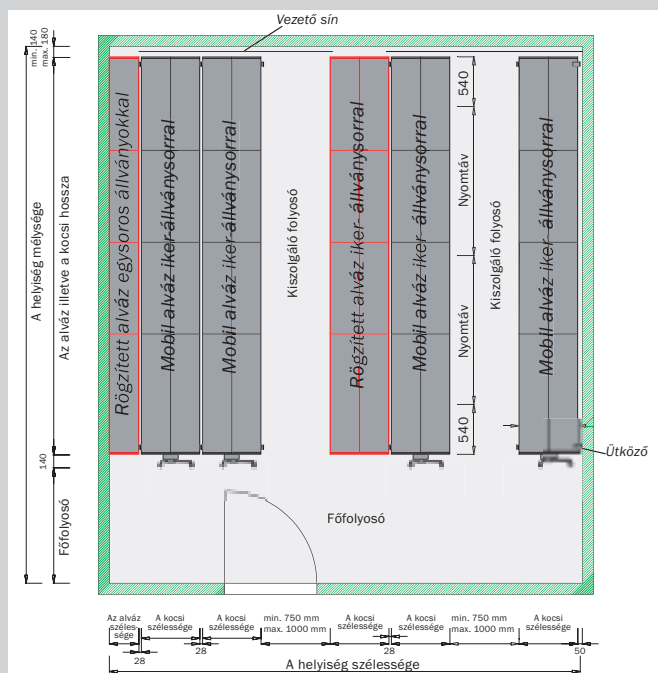 Vezető sín
min. 140
max. 180
A helyiség mélysége
Az alváz illetve a kocsi hossza
140
Főfolyosó
Rögzített alváz egysoros állványokkal
Mobil alváz iker-állványsorral
Mobil alváz iker-állványsorral
Kiszolgáló folyosó
Rögzített alváz iker-állványsorral
Mobil alváz iker-állványsorral
540
Nyomtáv
Nyomtáv
540
Kiszolgáló folyosó
Mobil alváz iker-állványsorral
Ütköző
Főfolyosó
Az alváz
széles-
sége
28
A kocsi
szélessége
28
A kocsi
szélessége
min. 750 mm
max. 1000 mm
A kocsi
szélessége
28
A kocsi
szélessége
min. 750 mm
max. 1000 mm
A kocsi
szélessége
50
A helyiség szélessége